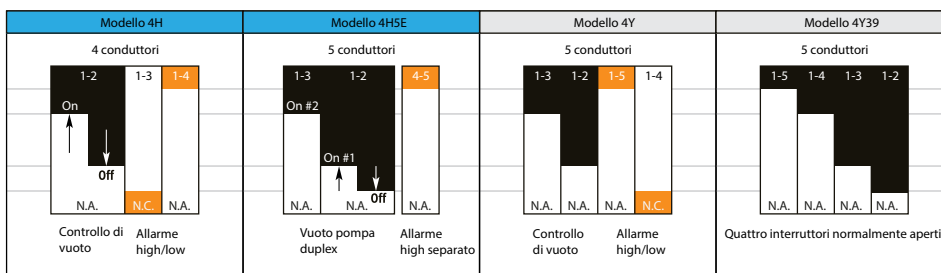 Modello 4H
4 conduttori
1-2 1-3 1-4
On
Off
N.A. N.C. N.A.
Controllo di vuoto
Allarme high/low
Modello 4H5E
5 conduttori
1-3 1-2 4-5
On #2
On #1
Off
N.A. N.A. N.A.
Vuoto pompa duplex
Allarme high separato
Modello 4Y
5 conduttori
1-3 1-2 1-5 1-4
N.A. N.A. N.A. N.C.
Controllo di vuoto
Allarme high/low
Modello 4Y39
5 conduttori
1-5 1-4 1-3 1-2
N.A. N.A. N.A. N.A.
Quattro interruttori normalmente aperti